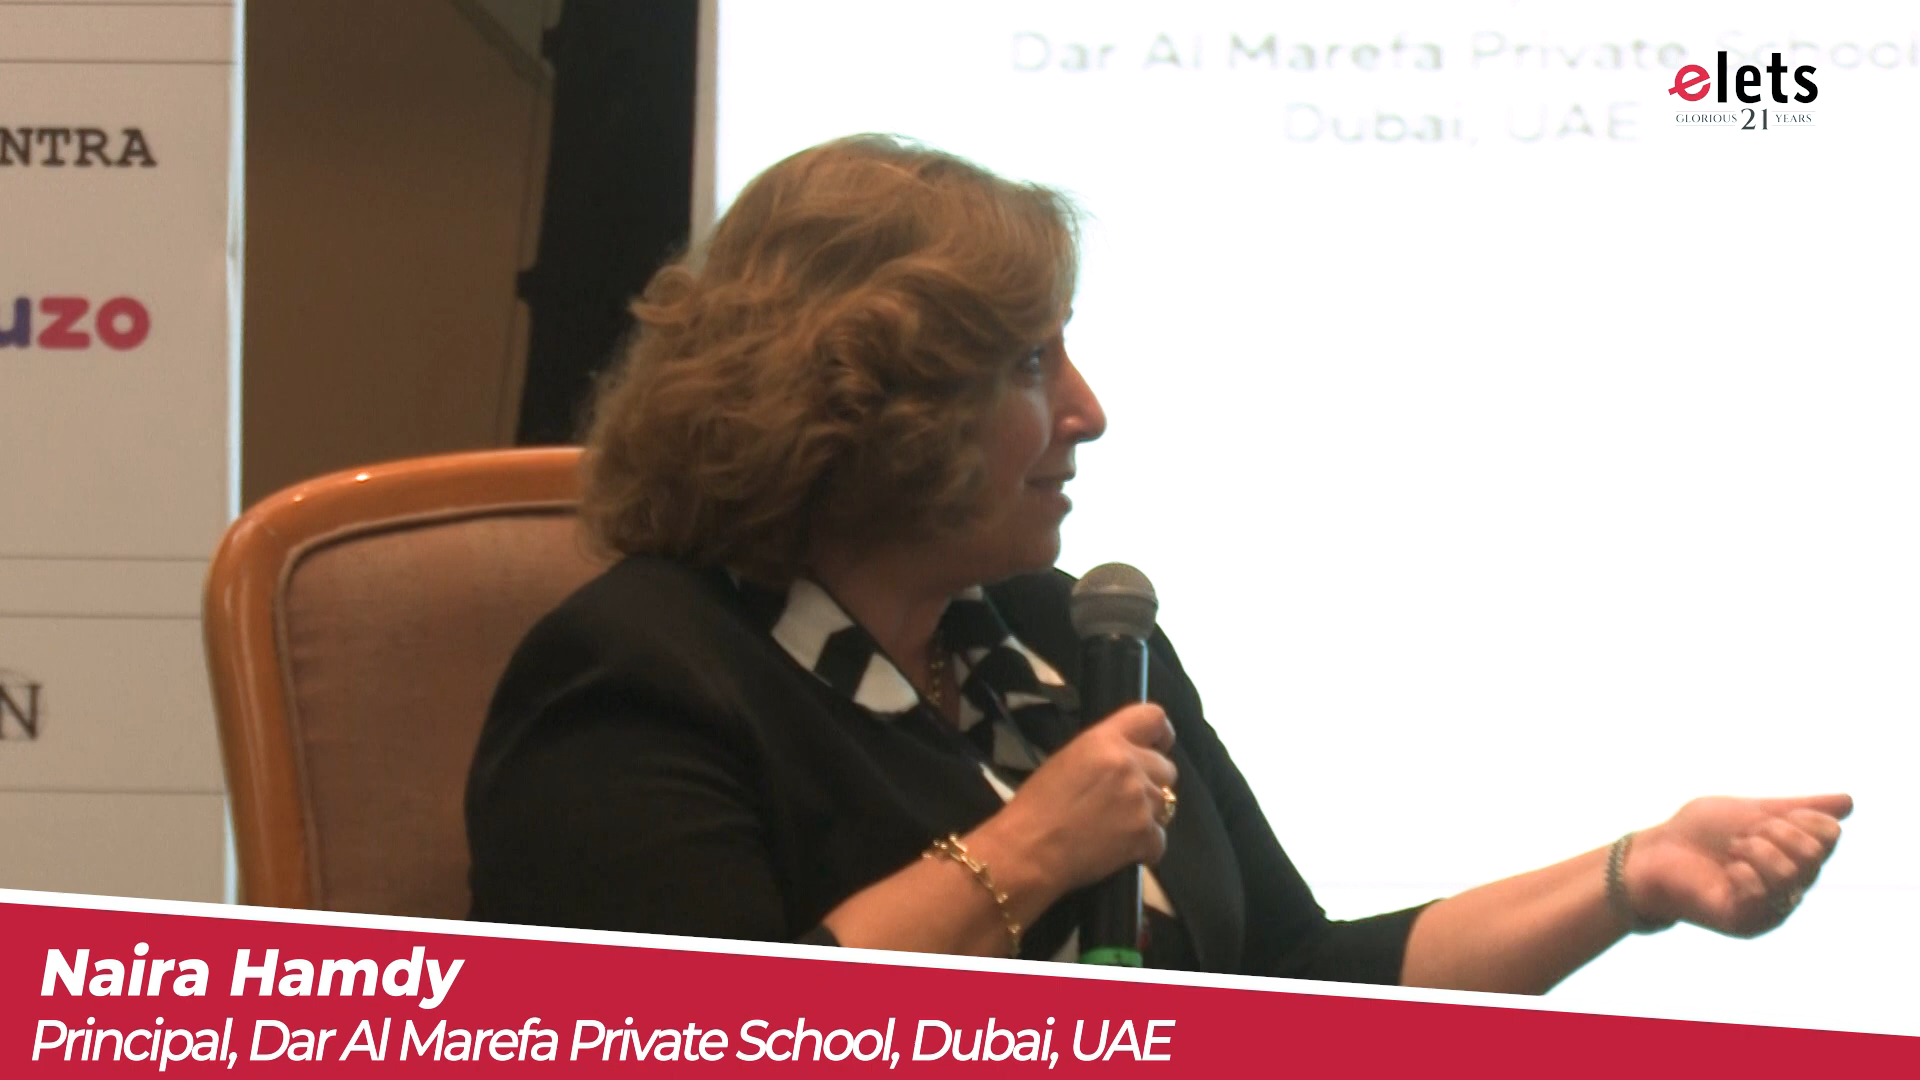 Dar Al Marefa Private School
Dubai, UAE
elets
GLORIOUS 21 YEARS
NTRA
uzo
N
Naira Hamdy
Principal, Dar Al Marefa Private School, Dubai, UAE